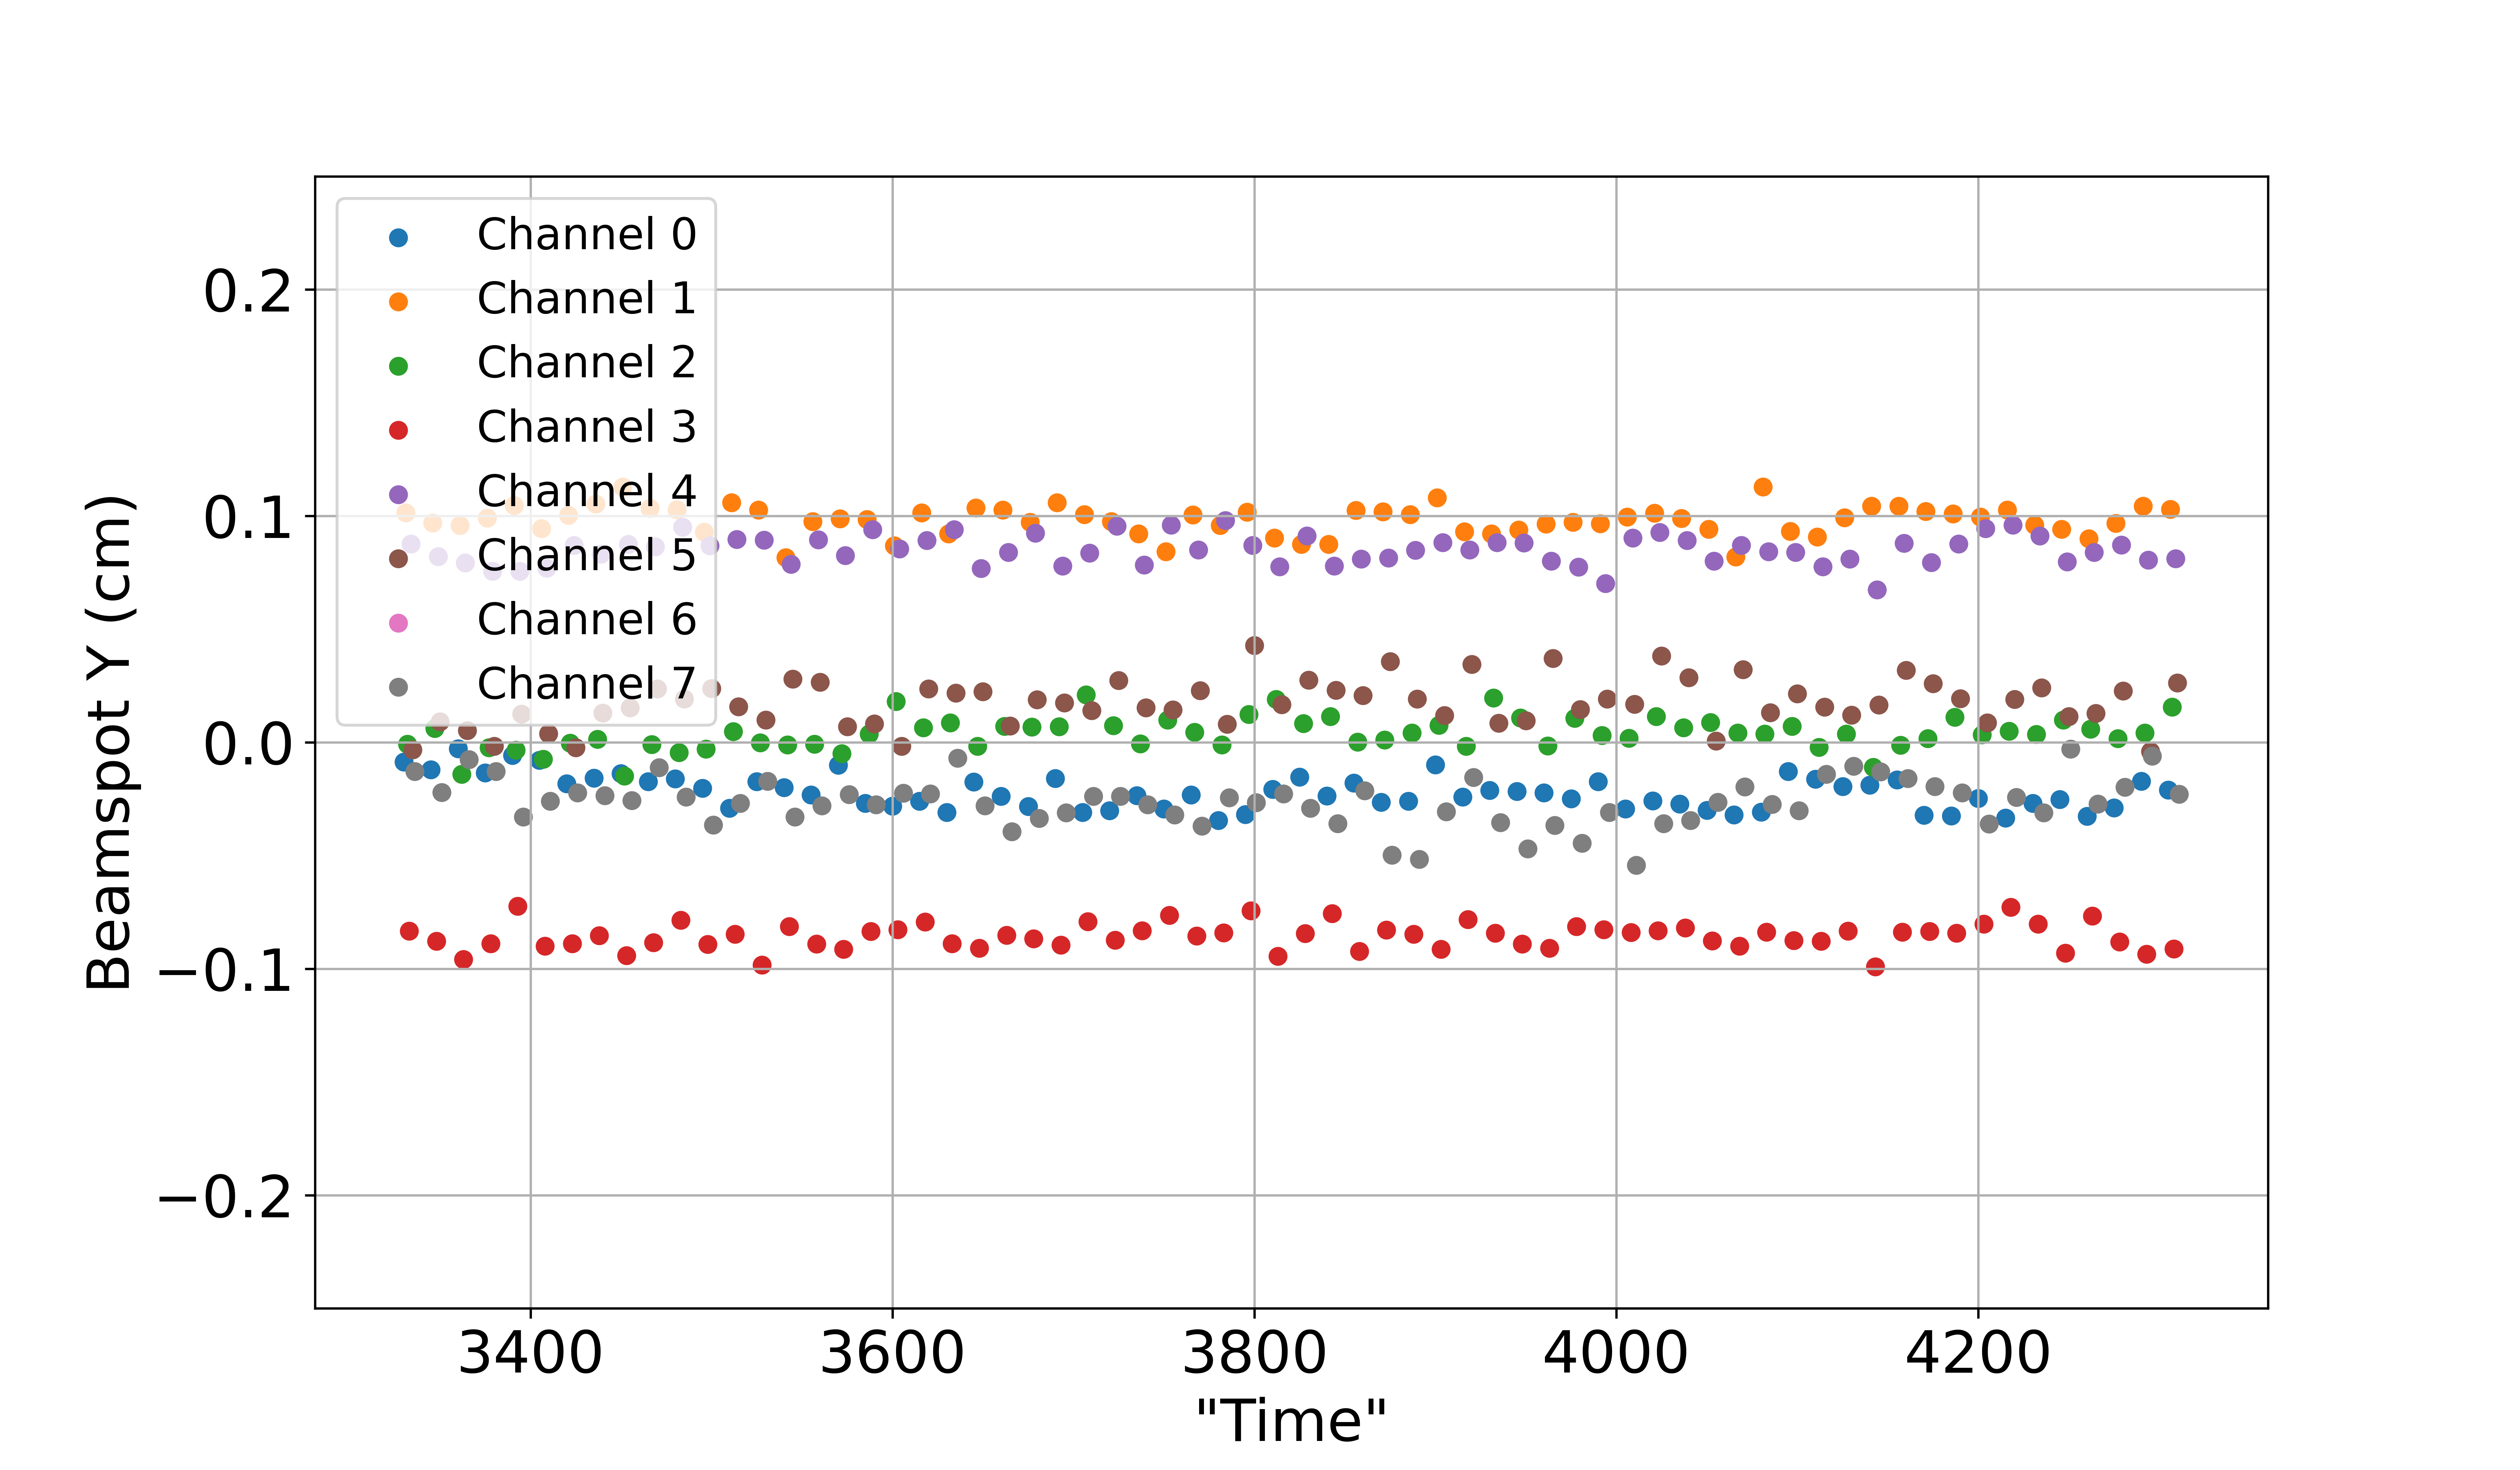 Channel 0
Channel 1
Channel 2
Channel 3
Channel 4
Channel 5
Channel 6
Channel 7
0.2
0.1
0.0
−0.1
−0.2
Beamspot Y (cm)
3400 3600 3800 4000 4200
"Time"